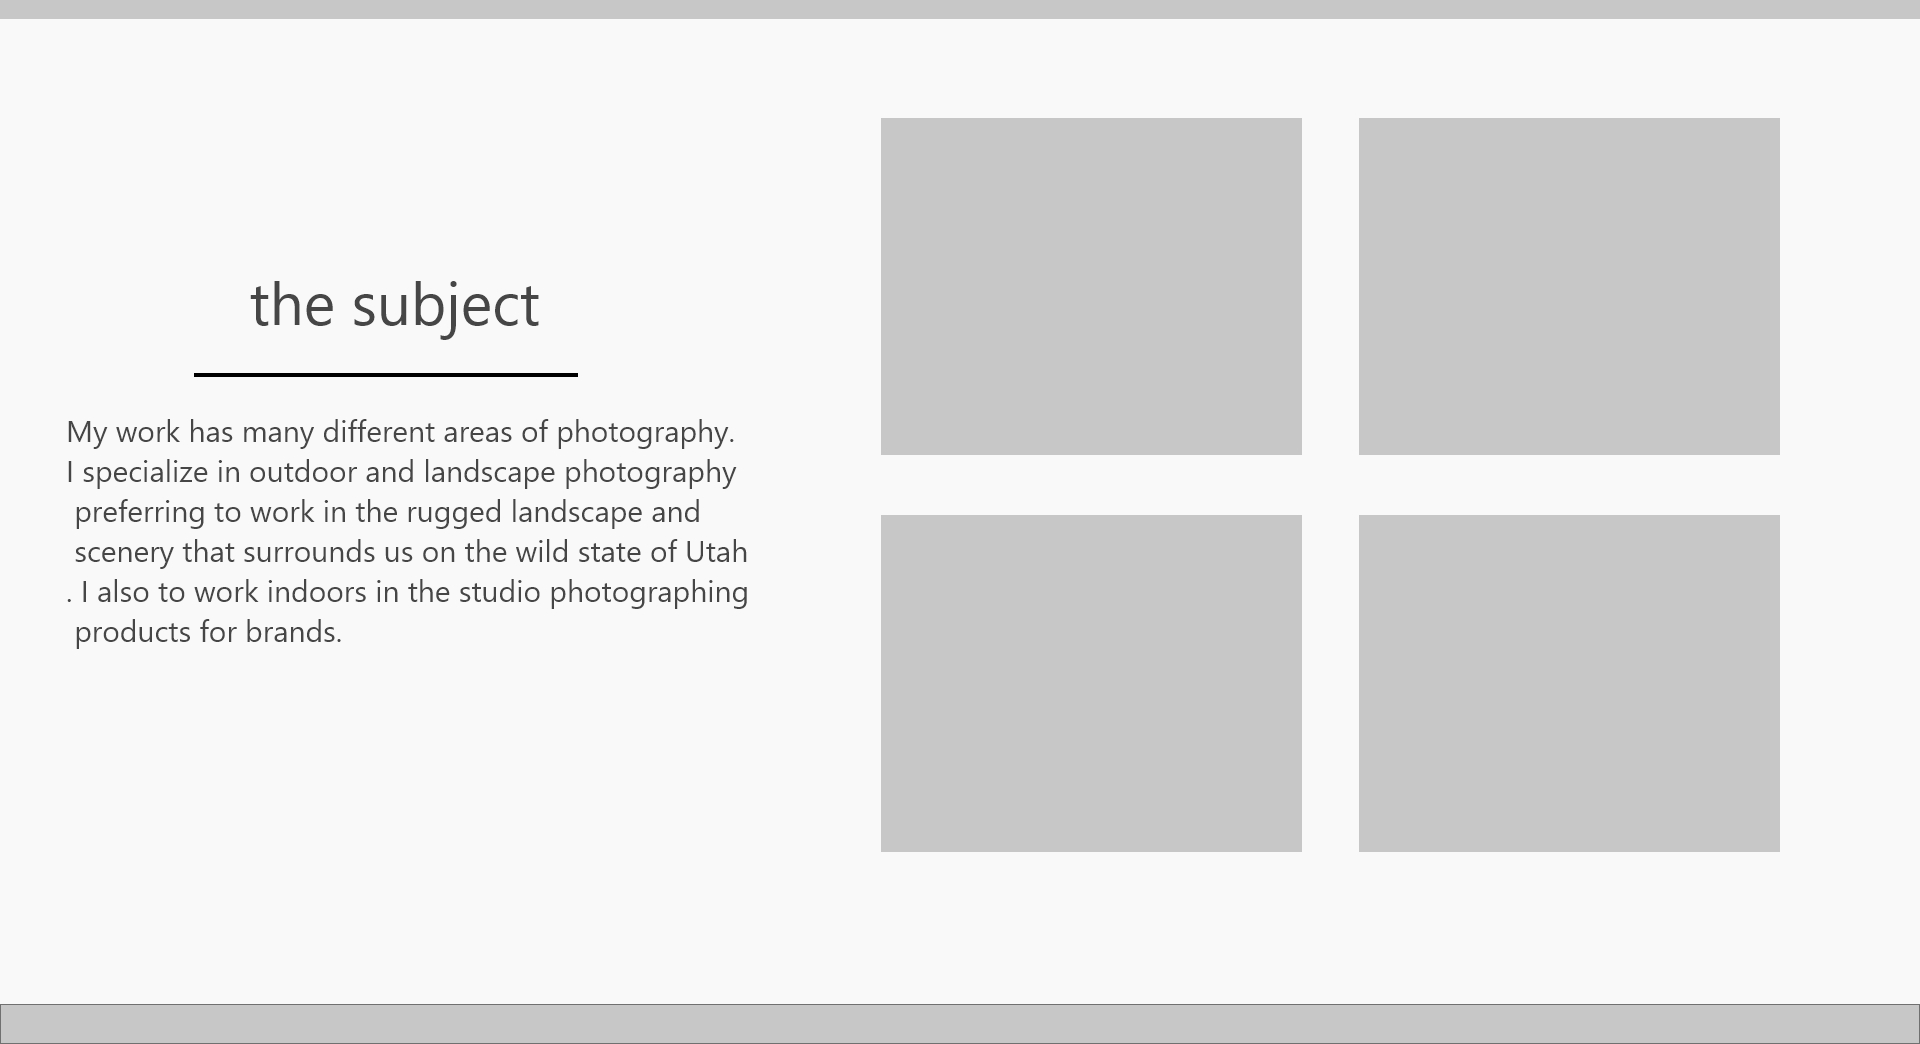 the subject
My work has many different areas of photography.
I specialize in outdoor and landscape photography
preferring to work in the rugged landscape and
scenery that surrounds us on the wild state of Utah
. I also to work indoors in the studio photographing
products for brands.